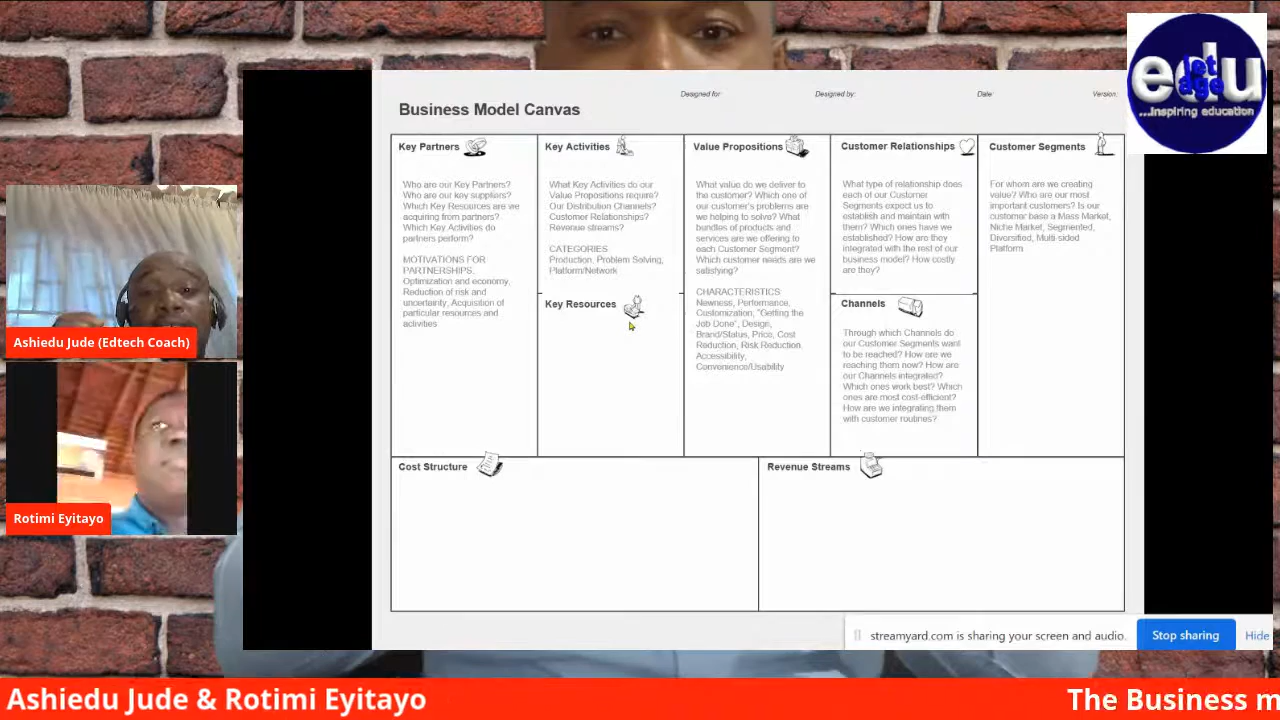 Designed for:
Designed by:
Date:
Version:
Business Model Canvas
Key Partners
Who are our Key Partners?
Who are our key suppliers?
Which Key Resources are we
acquiring from partners?
Which Key Activities do
partners perform?
MOTIVATIONS FOR
PARTNERSHIPS:
Optimization and economy,
Reduction of risk and
uncertainty, Acquisition of
particular resources and
activities
Key Activities
What Key Activities do our
Value Propositions require?
Our Distribution Channels?
Customer Relationships?
Revenue streams?
CATEGORIES
Production, Problem Solving,
Platform/Network
Key Resources
Value Propositions
What value do we deliver to
the customer? Which one of
our customer's problems are
we helping to solve? What
bundles of products and
services are we offering to
each Customer Segment?
Which customer needs are we
satisfying?
CHARACTERISTICS:
Newness, Performance,
Customization, "Getting the
Job Done", Design,
Brand/Status, Price, Cost
Reduction, Risk Reduction,
Accessibility,
Convenience/Usability
Customer Relationships
What type of relationship does
each of our Customer
Segments expect us to
establish and maintain with
them? Which ones have we
established? How are they
integrated with the rest of our
business model? How costly
are they?
Channels
Through which Channels do
our Customer Segments want
to be reached? How are we
reaching them now? How are
our Channels integrated?
Which ones work best? Which
ones are most cost-efficient?
How are we integrating them
with customer routines?
Customer Segments
For whom are we creating
value? Who are our most
important customers? Is our
customer base a Mass Market,
Niche Market, Segmented,
Diversified, Multi-sided
Platform
Cost Structure
Revenue Streams
edu
jet
age
...inspiring education
Ashiedu Jude (Edtech Coach)
Rotimi Eyitayo
streamyard.com is sharing your screen and audio.
Stop sharing
Hide
Ashiedu Jude & Rotimi Eyitayo
The Business m